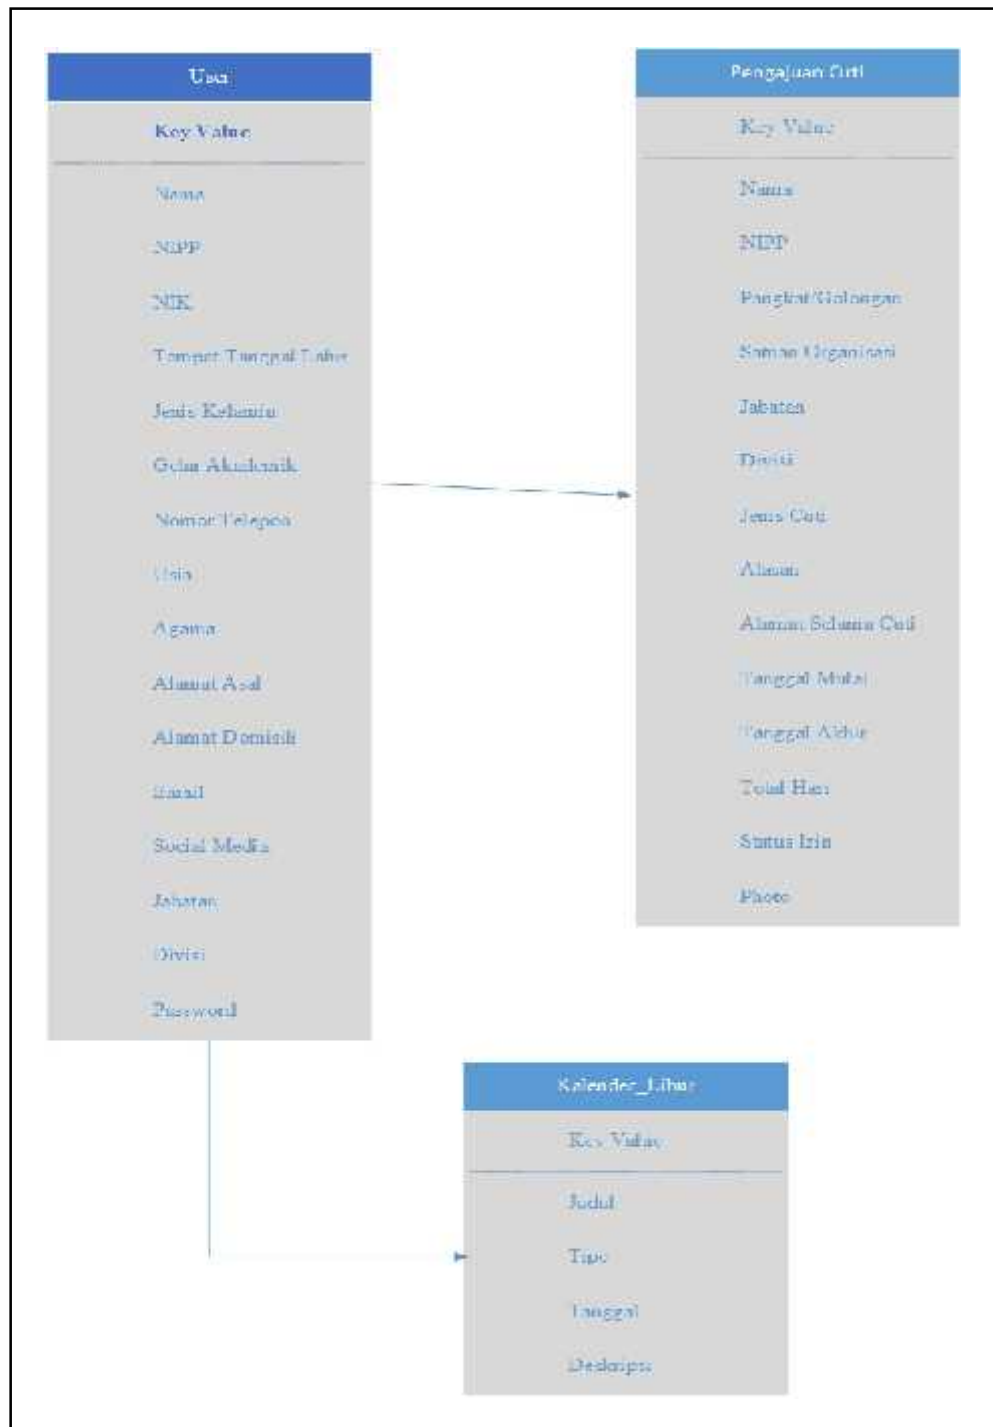 User
Key Value
Nama
NIPP
NIK
Tempat Tanggal Lahir
Jenis Kelamin
Gelar Akademik
Nomor Telepon
Usia
Agama
Alamat Asal
Alamat Domisili
Email
Social Media
Jabatan
Divisi
Password
Pengajuan Cuti
Key Value
Nama
NIPP
Pangkat/Golongan
Satuan Organisasi
Jabatan
Divisi
Jenis Cuti
Alasan
Alamat Selama Cuti
Tanggal Mulai
Tanggal Akhir
Total Hari
Status Izin
Photo
Kalender_Libur
Key Value
Judul
Tipe
Tanggal
Deskripsi